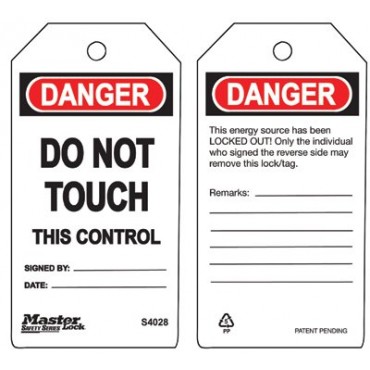 DANGER
DO NOT
TOUCH
THIS CONTROL
SIGNED BY:
DATE:
Master Lock
SAFETY SERIES
S4028
DANGER
This energy source has been
LOCKED OUT! Only the individual
who signed the reverse side may
remove this lock/tag.
Remarks:
5
PP
PATENT PENDING